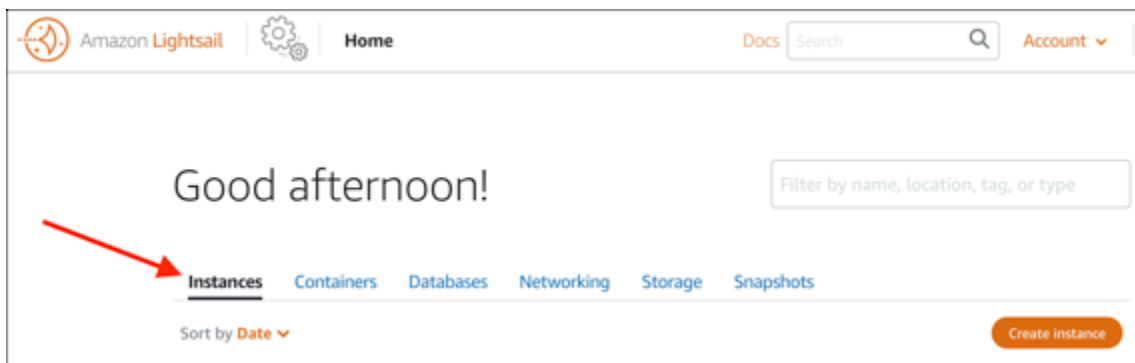 Amazon Lightsail Home Docs Search Account
Good afternoon!
Filter by name, location, tag, or type
Instances Containers Databases Networking Storage Snapshots
Sort by Date
Create instance